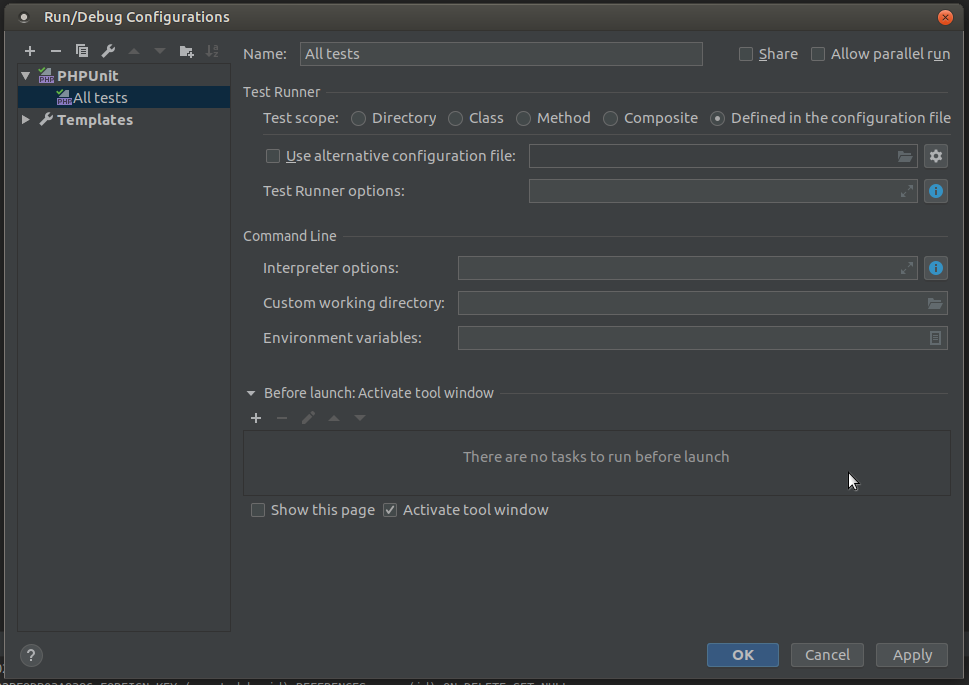 Run/Debug Configurations
Name: All tests Share Allow parallel run
PHPUnit
All tests
Templates
Test Runner
Test scope: Directory Class Method Composite Defined in the configuration file
Use alternative configuration file:
Test Runner options:
Command Line
Interpreter options:
Custom working directory:
Environment variables:
Before launch: Activate tool window
There are no tasks to run before launch
Show this page Activate tool window
? OK Cancel Apply